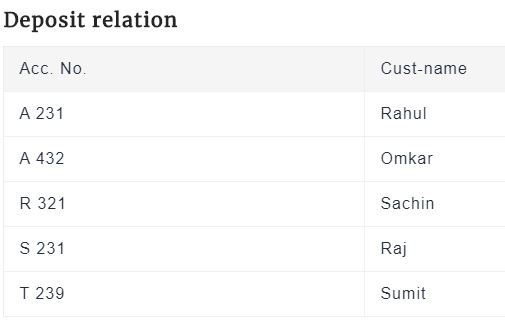 Deposit relation
Acc. No. Cust-name
A 231 Rahul
A 432 Omkar
R 321 Sachin
S 231 Raj
T 239 Sumit